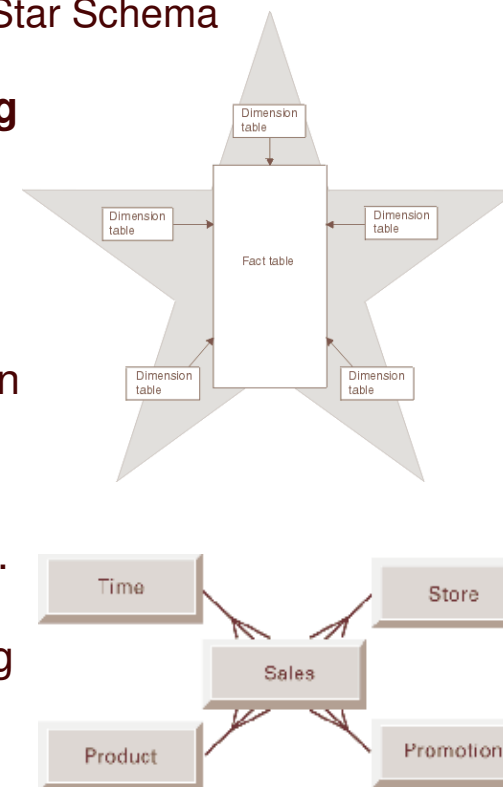 Star Schema
g
Dimension
table
Dimension
table
Dimension
table
Fact table
n
Dimension
table
Dimension
table
.
Time
Store
g
Sales
Product
Promotion